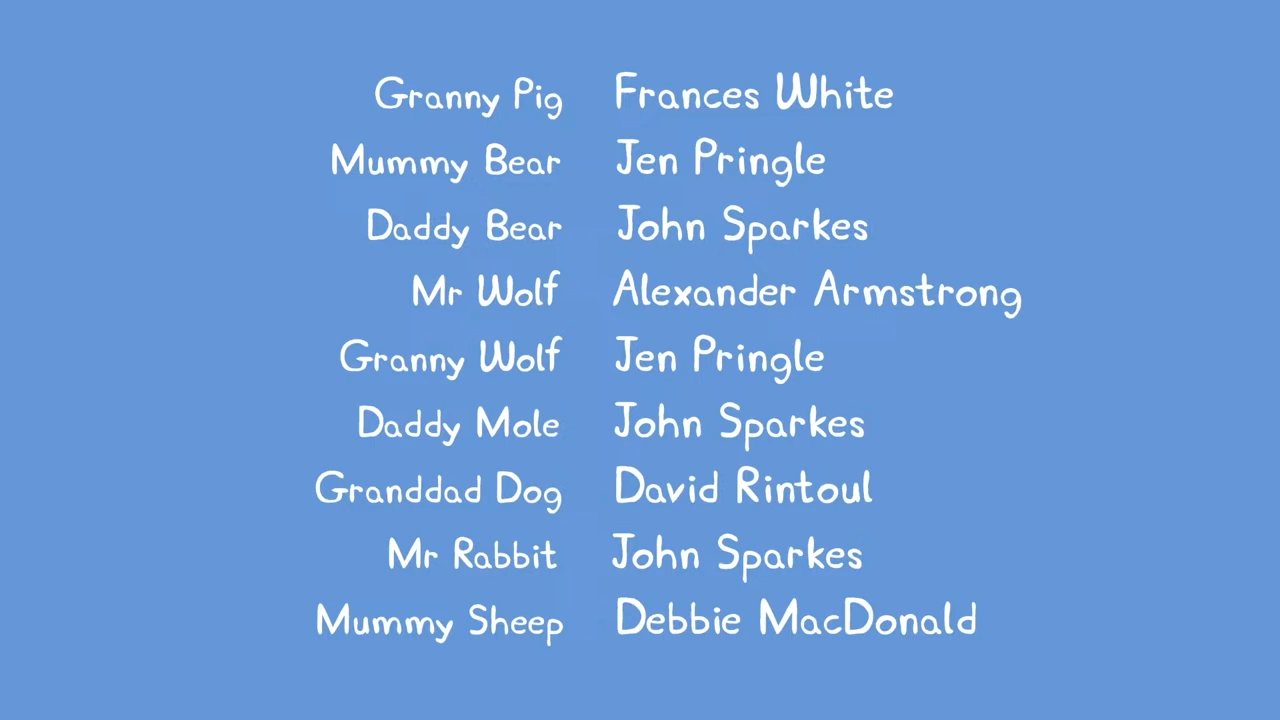 Granny Pig Frances White
Mummy Bear Jen Pringle
Daddy Bear John Sparkes
Mr Wolf Alexander Armstrong
Granny Wolf Jen Pringle
Daddy Mole John Sparkes
Granddad Dog David Rintoul
Mr Rabbit John Sparkes
Mummy Sheep Debbie MacDonald